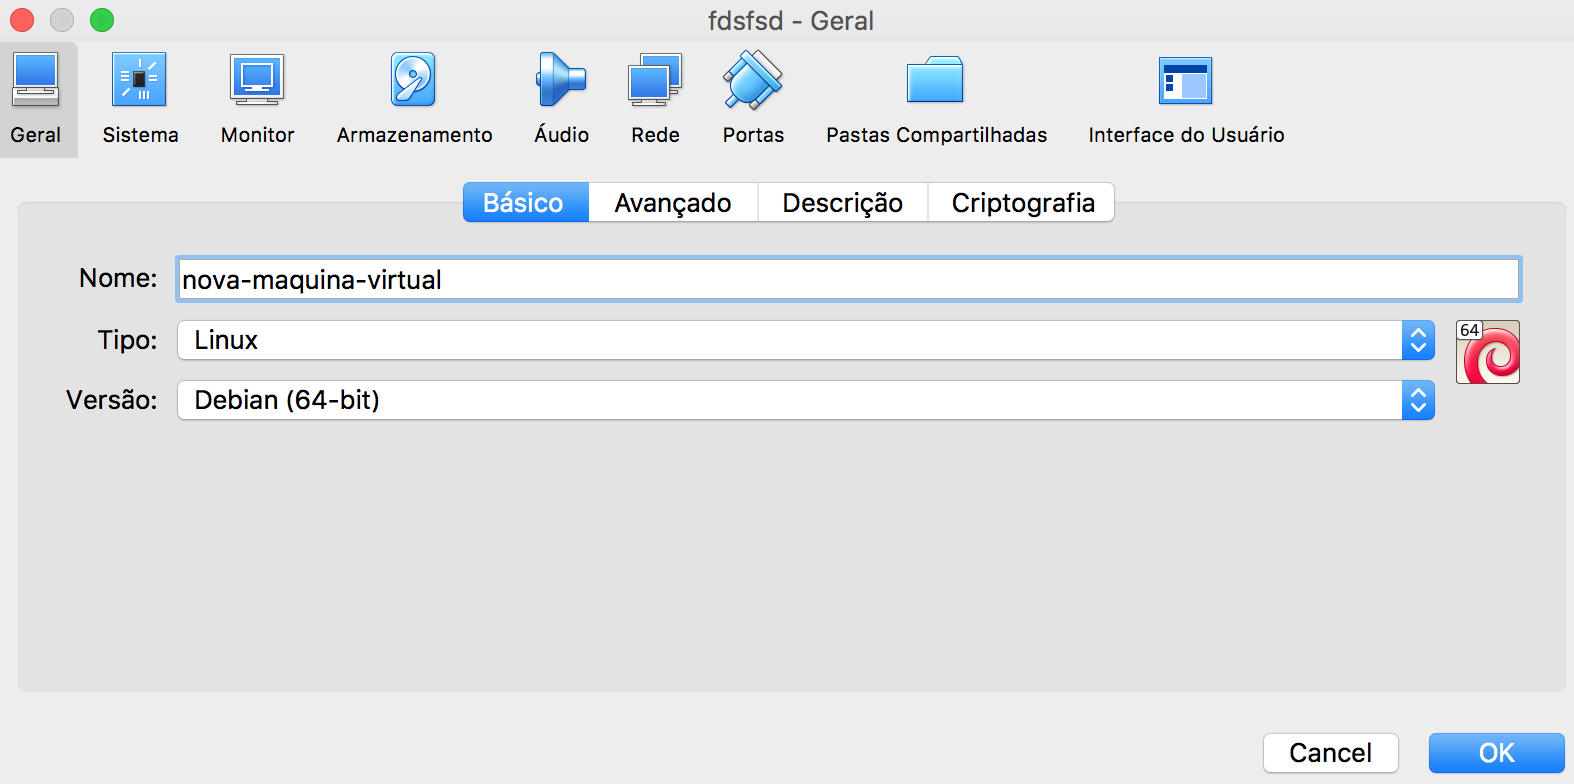 fdsfsd - Geral
Geral Sistema Monitor Armazenamento Áudio Rede Portas Pastas Compartilhadas Interface do Usuário
Básico Avançado Descrição Criptografia
Nome: nova-maquina-virtual
Tipo: Linux
64
Versão: Debian (64-bit)
Cancel OK